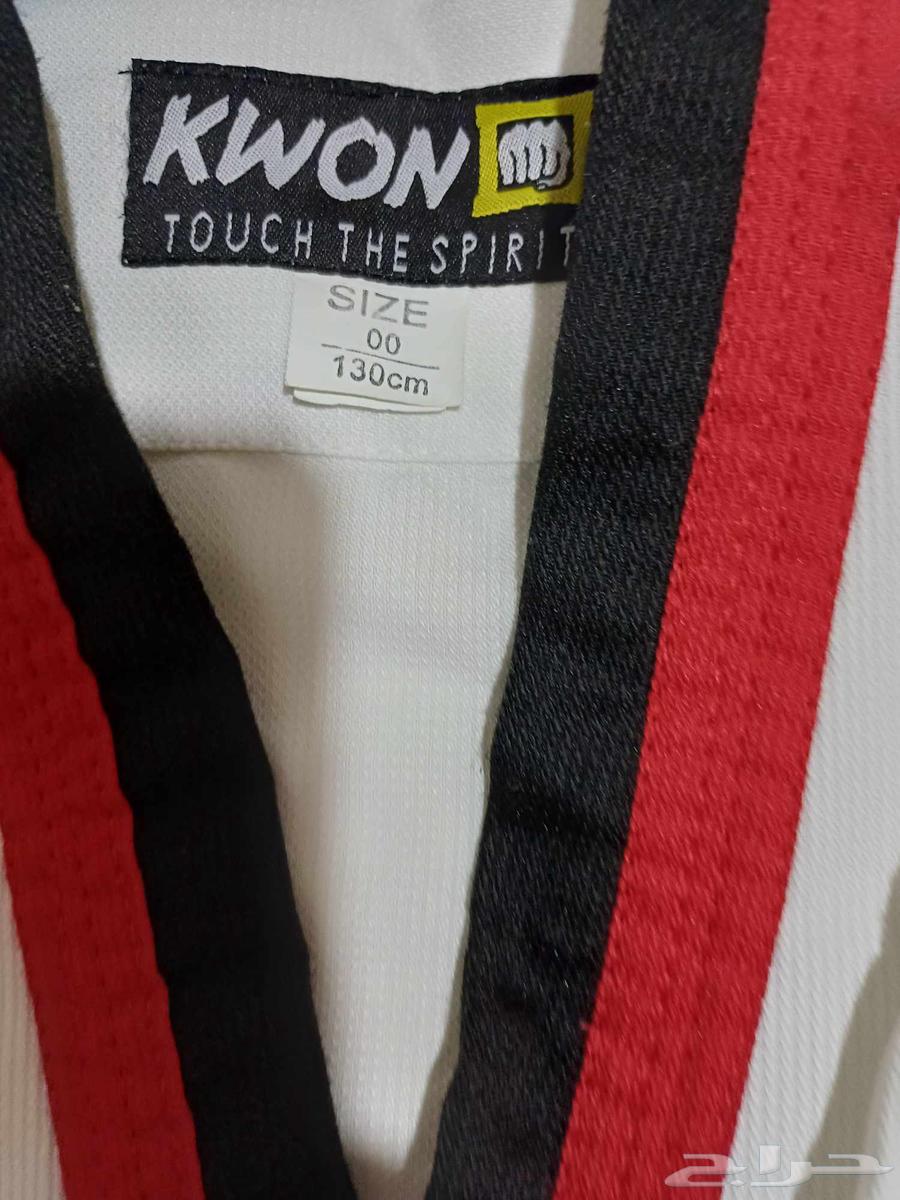 KWON
TOUCH THE SPIRIT
SIZE
00
130cm
حراج